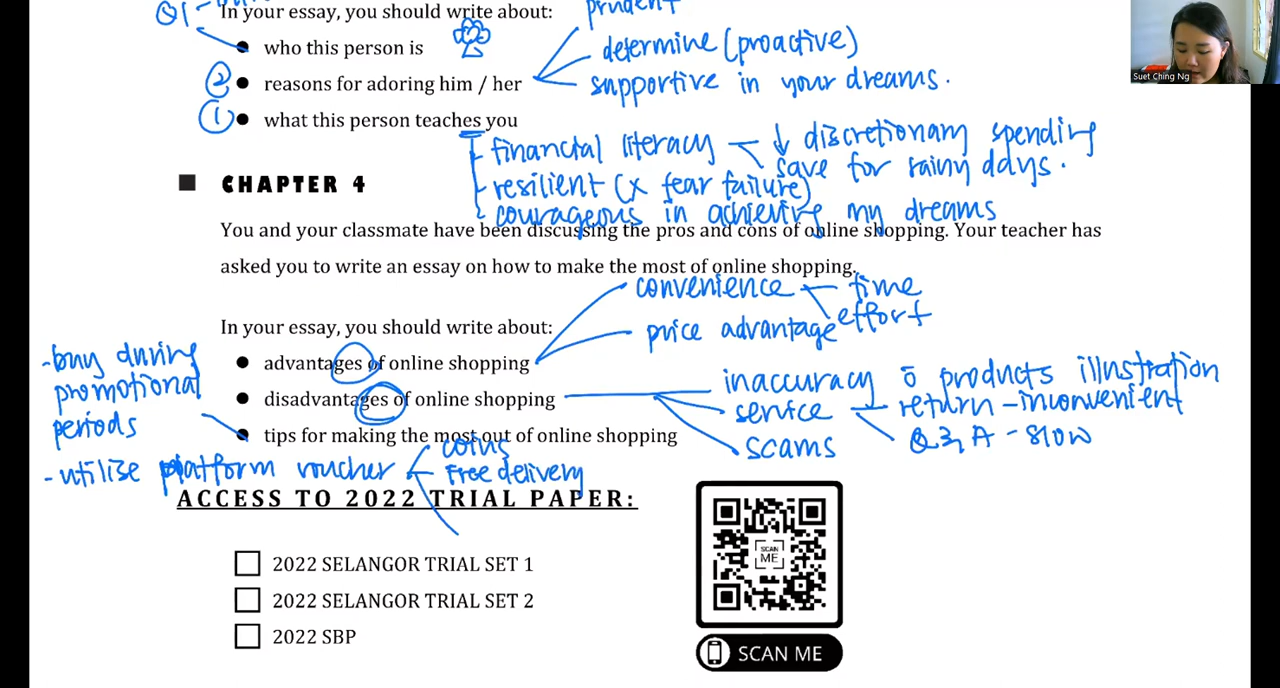 Q1 -
In your essay, you should write about:
prudent
who this person is
determine (proactive)
② reasons for adoring him / her
supportive in your dreams.
① what this person teaches you
financial literacy
↓ discretionary spending
save for rainy days.
CHAPTER 4
resilient (x fear failure)
courageous in achieving my dreams
You and your classmate have been discussing the pros and cons of online shopping. Your teacher has
asked you to write an essay on how to make the most of online shopping.
convenience
time
effort
price advantage
In your essay, you should write about:
advantages of online shopping
inaccuracy ō products illustration
disadvantages of online shopping
service
return - inconvenient
Q & A - slow
scams
tips for making the most out of online shopping
- buy during
promotional
periods
- utilise platform voucher
coins
Free delivery
ACCESS TO 2022 TRIAL PAPER:
2022 SELANGOR TRIAL SET 1
2022 SELANGOR TRIAL SET 2
2022 SBP
SCAN
ME
SCAN ME
Suet Ching Ng